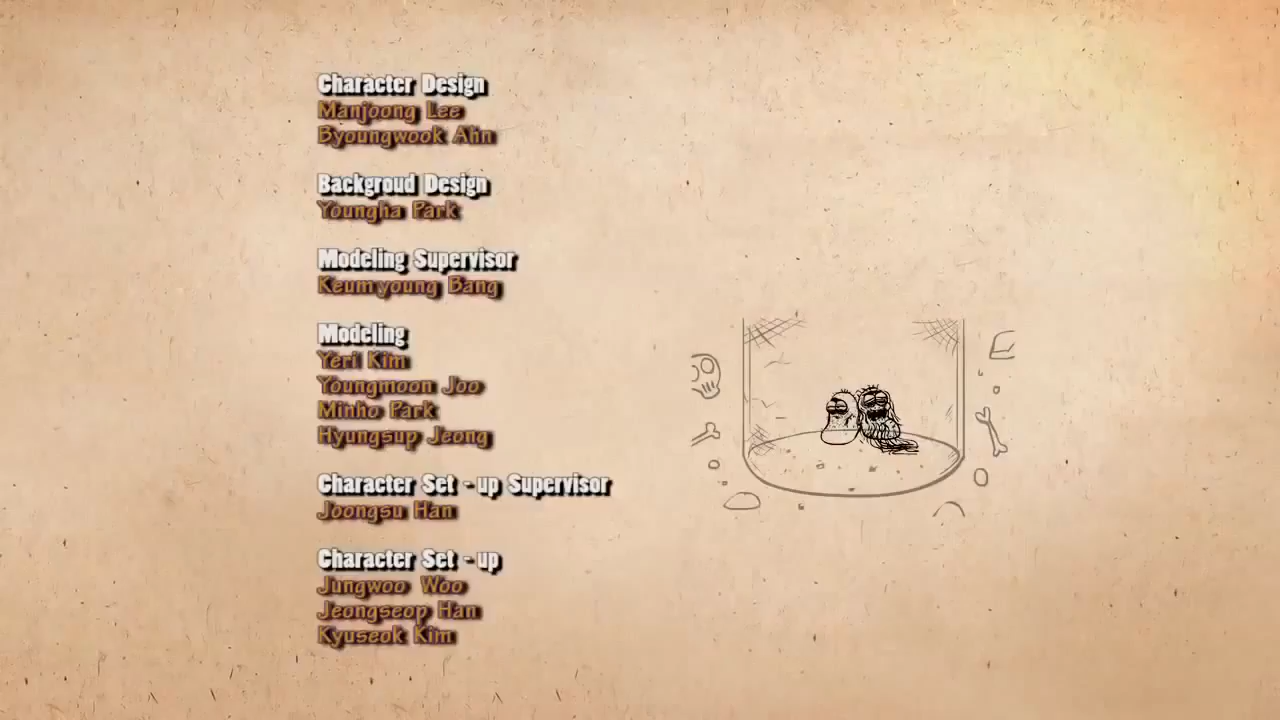 Character Design
Manjoong Lee
Byoungwook Ahn
Backgroud Design
Youngha Park
Modeling Supervisor
Keumyoung Bang
Modeling
Yeri Kim
Youngmoon Joo
Minho Park
Hyungsup Jeong
Character Set - up Supervisor
Joongsu Han
Character Set - up
Jungwoo Woo
Jeongseop Han
Kyuseok Kim